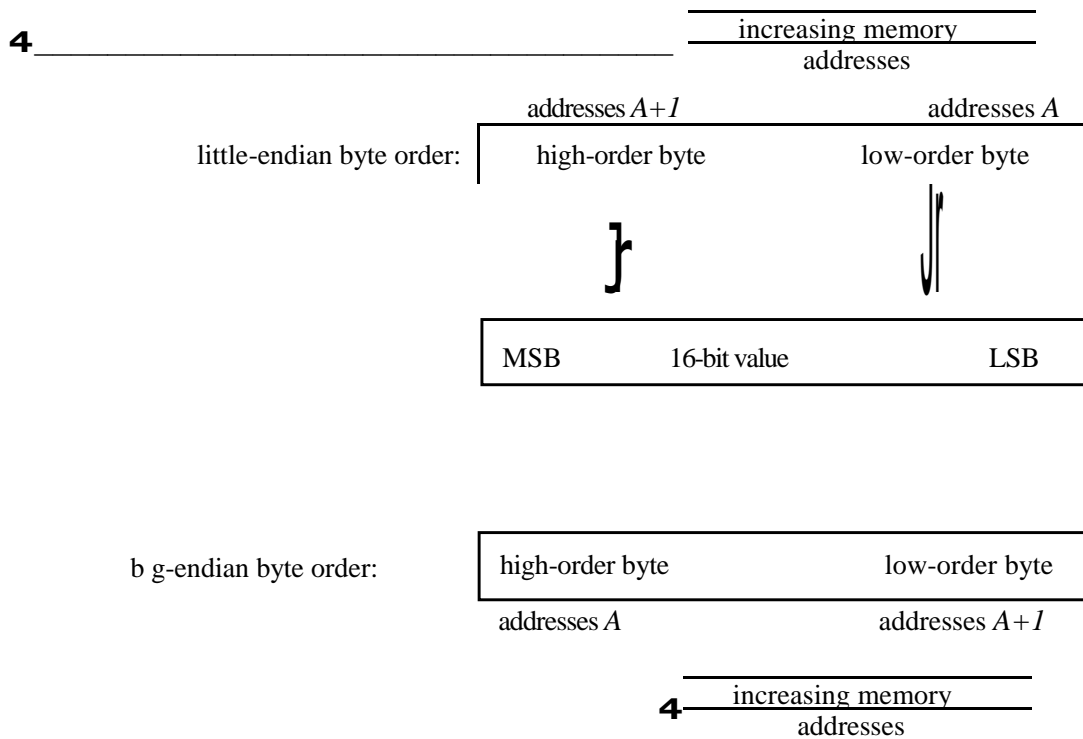 increasing memory
4
addresses
addresses A+1 addresses A
little-endian byte order: high-order byte low-order byte
MSB 16-bit value LSB
b g-endian byte order: high-order byte low-order byte
addresses A addresses A+1
increasing memory
4
addresses